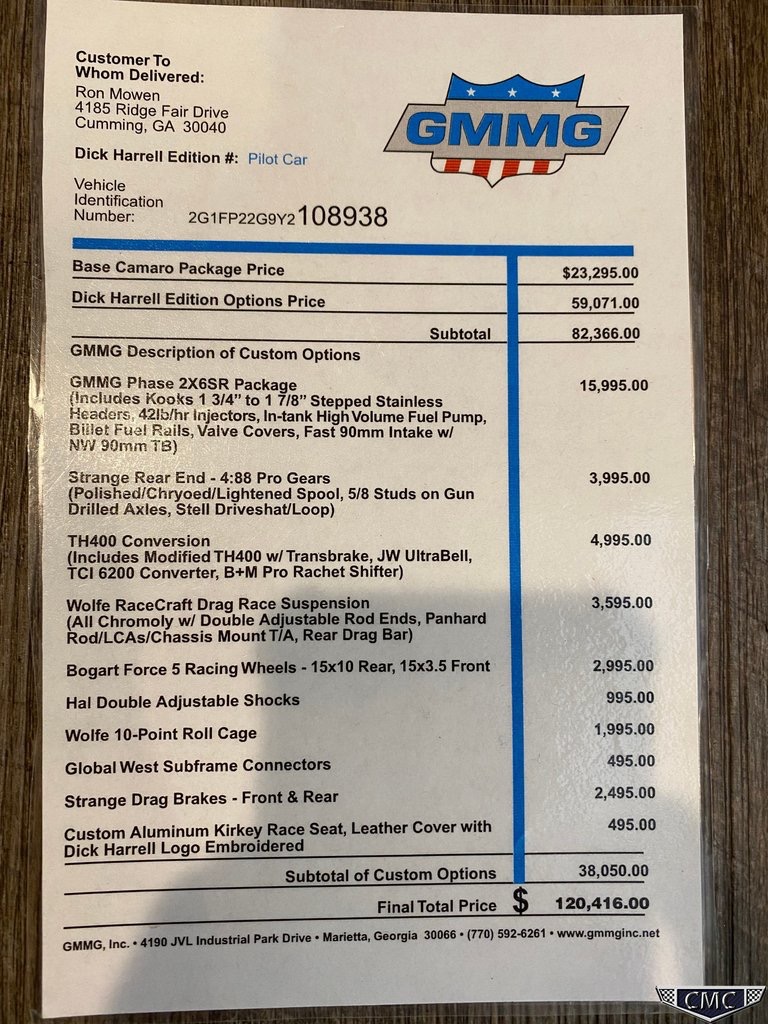 Customer To
Whom Delivered:
Ron Mowen
4185 Ridge Fair Drive
Cumming, GA 30040
GMMG
Dick Harrell Edition #: Pilot Car
Vehicle
Identification
Number: 2G1FP22G9Y2108938
Base Camaro Package Price $23,295.00
Dick Harrell Edition Options Price 59,071.00
Subtotal 82,366.00
GMMG Description of Custom Options
GMMG Phase 2X6SR Package 15,995.00
(Includes Kooks 1 3/4" to 1 7/8" Stepped Stainless
Headers, 42lb/hr Injectors, In-tank High Volume Fuel Pump,
Billet Fuel Rails, Valve Covers, Fast 90mm Intake w/
NW 90mm TB)
Strange Rear End - 4:88 Pro Gears 3,995.00
(Polished/Chryoed/Lightened Spool, 5/8 Studs on Gun
Drilled Axles, Stell Driveshat/Loop)
TH400 Conversion 4,995.00
(Includes Modified TH400 w/ Transbrake, JW UltraBell,
TCI 6200 Converter, B+M Pro Rachet Shifter)
Wolfe RaceCraft Drag Race Suspension 3,595.00
(All Chromoly w/ Double Adjustable Rod Ends, Panhard
Rod/LCAs/Chassis Mount T/A, Rear Drag Bar)
Bogart Force 5 Racing Wheels - 15x10 Rear, 15x3.5 Front 2,995.00
Hal Double Adjustable Shocks 995.00
Wolfe 10-Point Roll Cage 1,995.00
Global West Subframe Connectors 495.00
Strange Drag Brakes - Front & Rear 2,495.00
Custom Aluminum Kirkey Race Seat, Leather Cover with 495.00
Dick Harrell Logo Embroidered
Subtotal of Custom Options 38,050.00
Final Total Price $ 120,416.00
GMMG, Inc. • 4190 JVL Industrial Park Drive • Marietta, Georgia 30066 • (770) 592-6261 • www.gmmginc.net
CMC